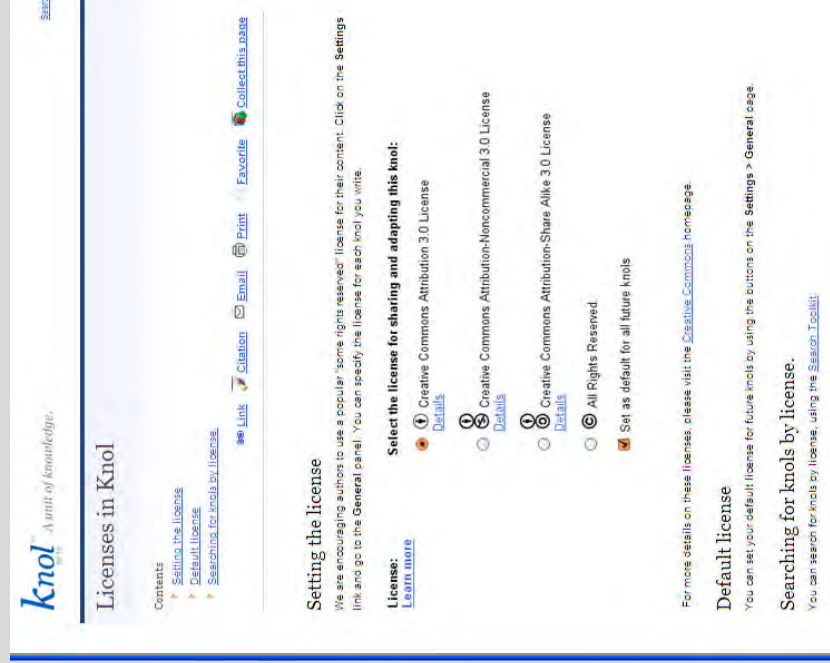 knol™ A unit of knowledge.
BETA
Licenses in Knol
Contents
Setting the license
Default license
Searching for knols by license.
Link Citation Email Print Favorite Collect this page
Setting the license
We are encouraging authors to use a popular "some rights reserved" license for their content. Click on the Settings
link and go to the General panel. You can specify the license for each knol you write.
License:
Learn more
Select the license for sharing and adapting this knol:
Creative Commons Attribution 3.0 License
Details
Creative Commons Attribution-Noncommercial 3.0 License
Details
Creative Commons Attribution-Share Alike 3.0 License
Details
© All Rights Reserved.
Set as default for all future knols
For more details on these licenses, please visit the Creative Commons homepage.
Default license
You can set your default license for future knols by using the buttons on the Settings > General page.
Searching for knols by license.
You can search for knols by license, using the Search Toolkit.